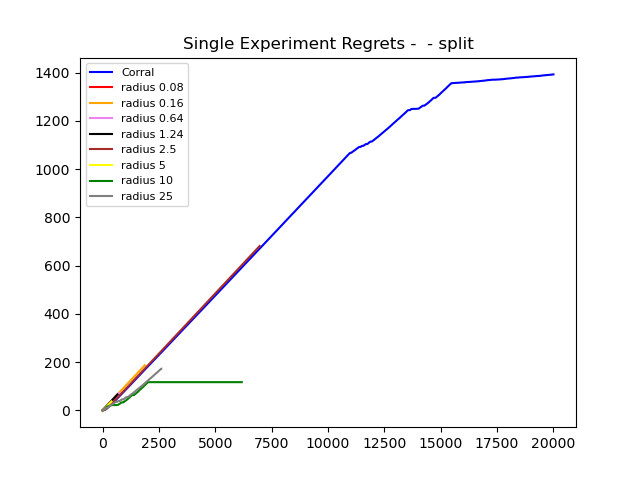 Single Experiment Regrets -  - split
1400
1200
1000
800
600
400
200
0
Corral
radius 0.08
radius 0.16
radius 0.64
radius 1.24
radius 2.5
radius 5
radius 10
radius 25
0 2500 5000 7500 10000 12500 15000 17500 20000